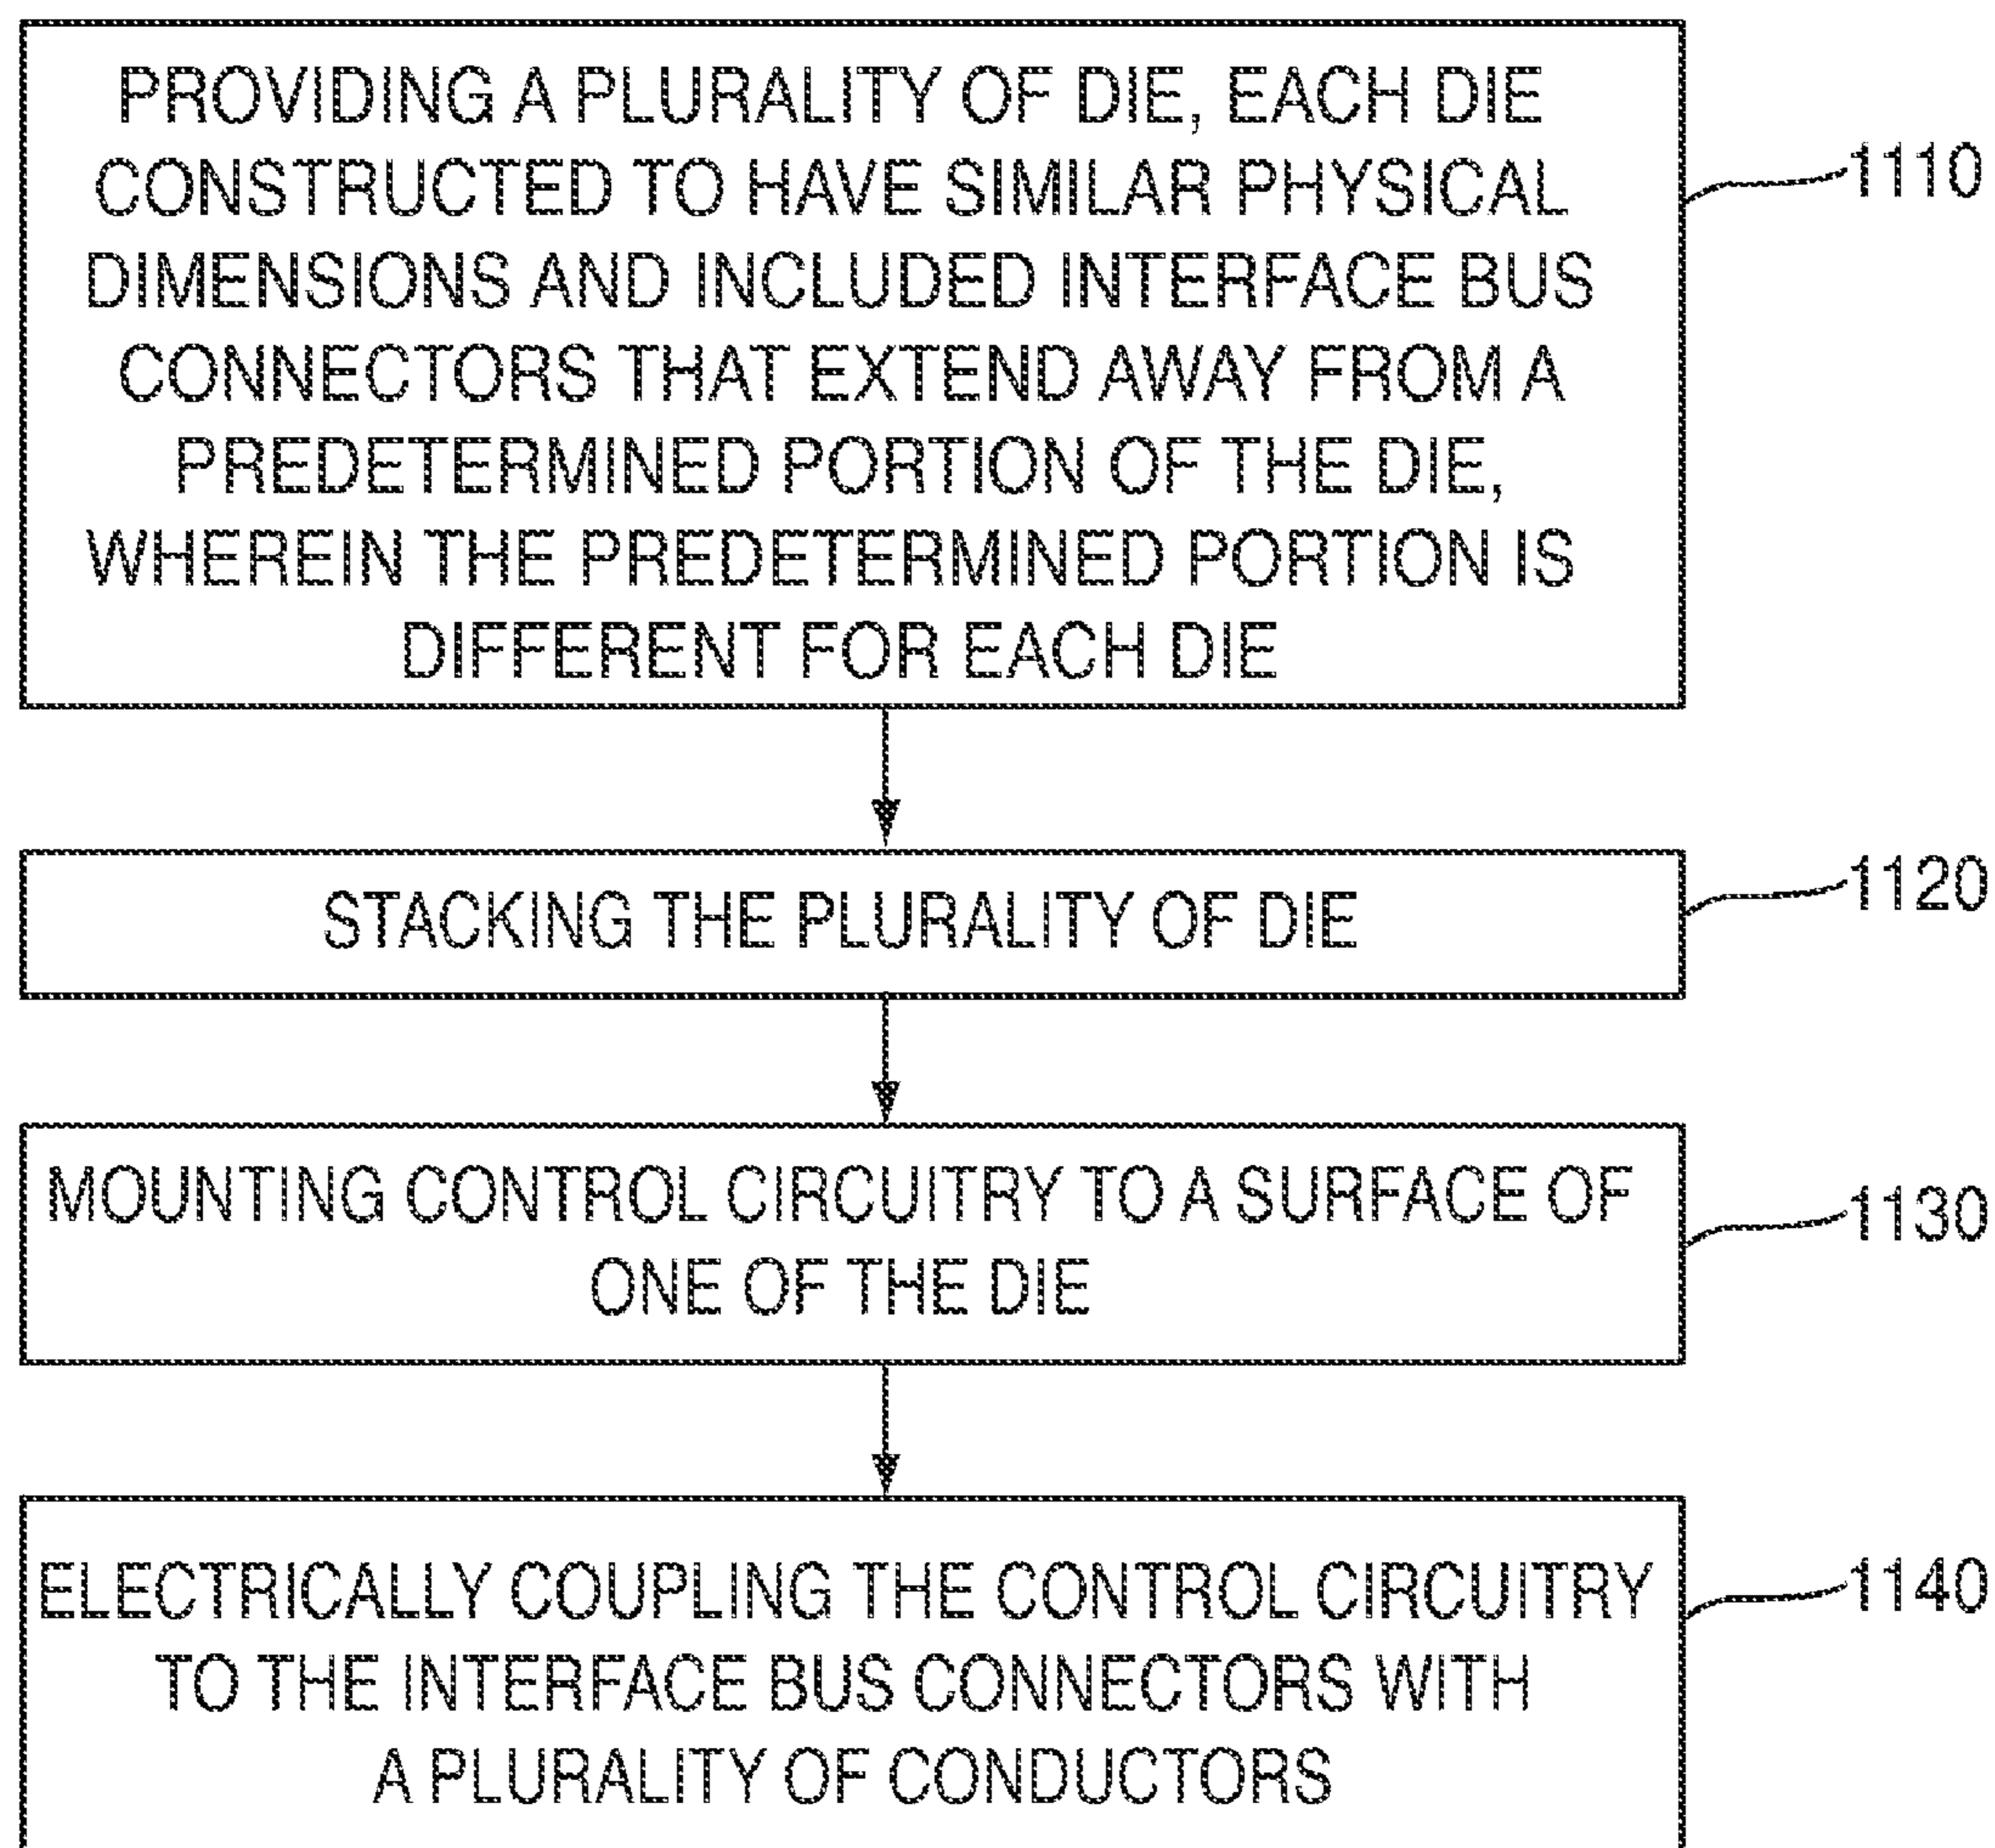 PROVIDING A PLURALITY OF DIE, EACH DIE
CONSTRUCTED TO HAVE SIMILAR PHYSICAL
DIMENSIONS AND INCLUDED INTERFACE BUS
CONNECTORS THAT EXTEND AWAY FROM A
PREDETERMINED PORTION OF THE DIE,
WHEREIN THE PREDETERMINED PORTION IS
DIFFERENT FOR EACH DIE
1110
STACKING THE PLURALITY OF DIE
1120
MOUNTING CONTROL CIRCUITRY TO A SURFACE OF
ONE OF THE DIE
1130
ELECTRICALLY COUPLING THE CONTROL CIRCUITRY
TO THE INTERFACE BUS CONNECTORS WITH
A PLURALITY OF CONDUCTORS
1140